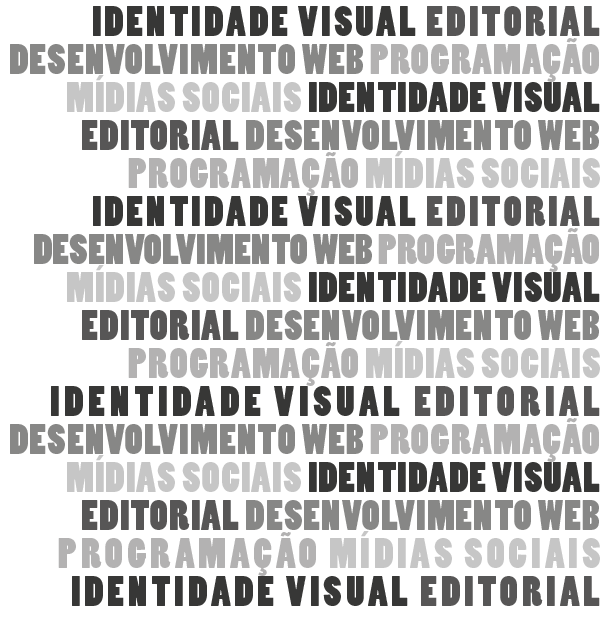 IDENTIDADE VISUAL EDITORIAL
DESENVOLVIMENTO WEB PROGRAMAÇÃO
MÍDIAS SOCIAIS IDENTIDADE VISUAL
EDITORIAL DESENVOLVIMENTO WEB
PROGRAMAÇÃO MÍDIAS SOCIAIS
IDENTIDADE VISUAL EDITORIAL
DESENVOLVIMENTO WEB PROGRAMAÇÃO
MÍDIAS SOCIAIS IDENTIDADE VISUAL
EDITORIAL DESENVOLVIMENTO WEB
PROGRAMAÇÃO MÍDIAS SOCIAIS
IDENTIDADE VISUAL EDITORIAL
DESENVOLVIMENTO WEB PROGRAMAÇÃO
MÍDIAS SOCIAIS IDENTIDADE VISUAL
EDITORIAL DESENVOLVIMENTO WEB
PROGRAMAÇÃO MÍDIAS SOCIAIS
IDENTIDADE VISUAL EDITORIAL